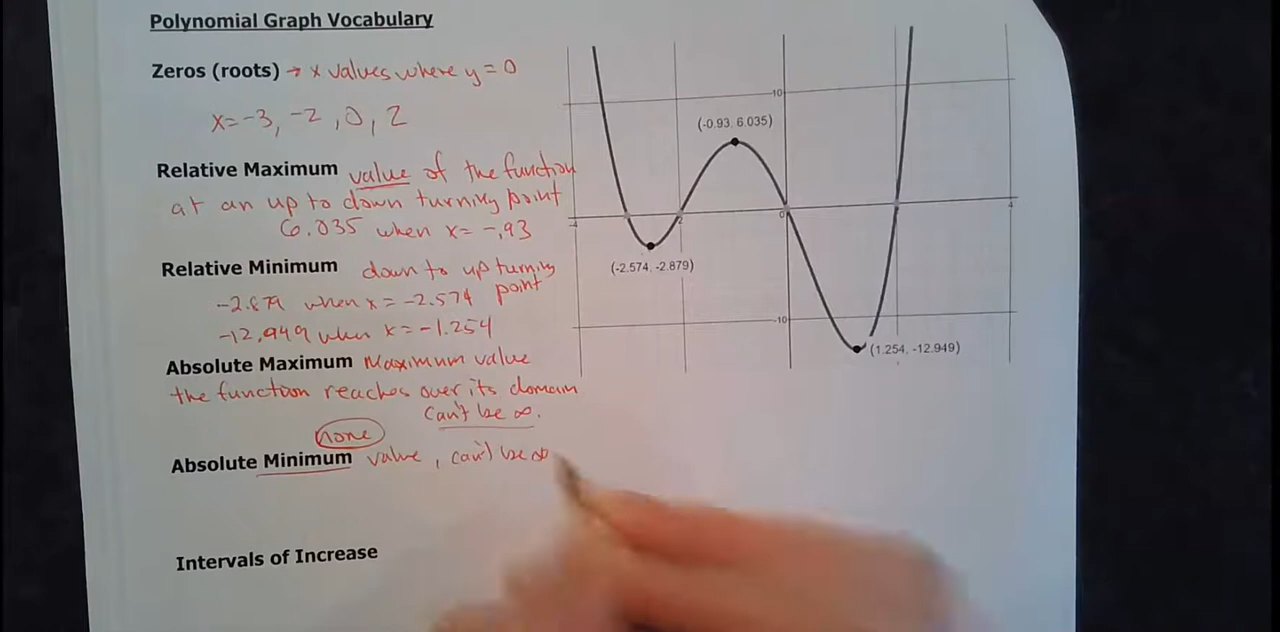 Polynomial Graph Vocabulary
Zeros (roots) → x values where y = 0
x = -3, -2, 0, 2
Relative Maximum value of the function
at an up to down turning point
6.035 when x = -.93
Relative Minimum down to up turning
point
-2.879 when x = -2.574
-12.949 when x = -1.254
Absolute Maximum Maximum value
the function reaches over its domain
can't be ∞.
none
Absolute Minimum value, can't be ∞
Intervals of Increase
10
(-0.93, 6.035)
-4
-2
0
4
(-2.574, -2.879)
-10
(1.254, -12.949)